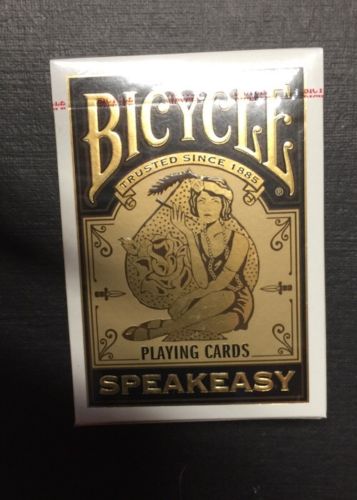 BICYCLE
®
TRUSTED SINCE 1885
PLAYING CARDS
SPEAKEASY